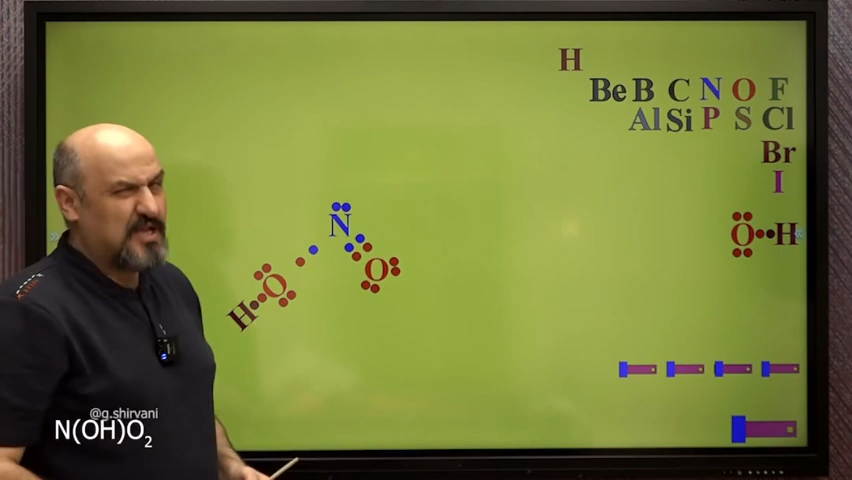 H
Be B C N O F
Al Si P S Cl
Br
I
N
O H
O
O
H
@g.shirvani
N(OH)O₂